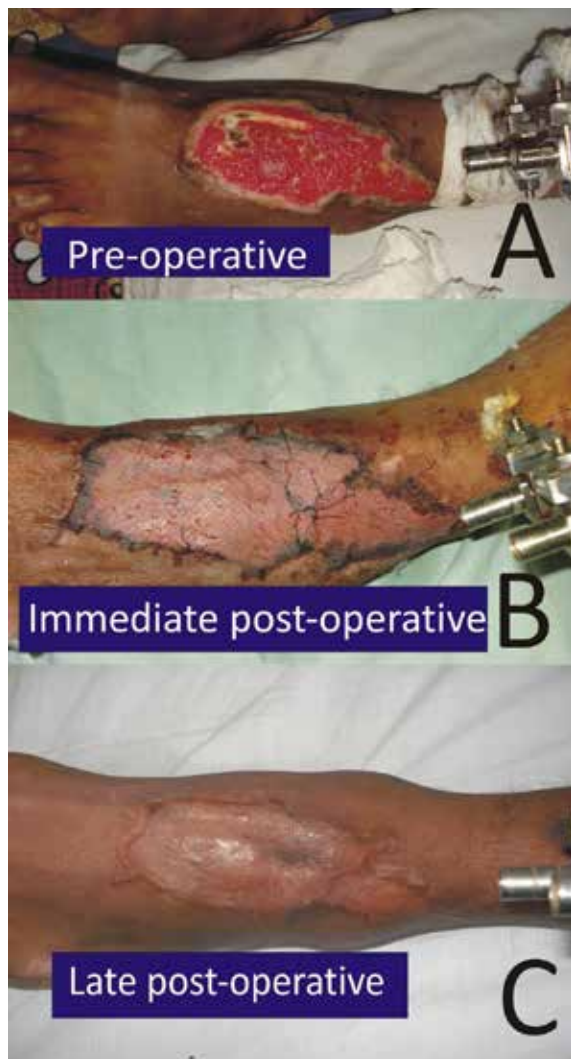 Pre-operative
A
Immediate post-operative
B
Late post-operative
C